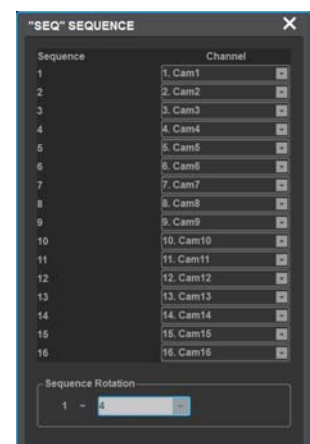 "SEQ" SEQUENCE X
Sequence Channel
1 1. Cam1
2 2. Cam2
3 3. Cam3
4 4. Cam4
5 5. Cam5
6 6. Cam6
7 7. Cam7
8 8. Cam8
9 9. Cam9
10 10. Cam10
11 11. Cam11
12 12. Cam12
13 13. Cam13
14 14. Cam14
15 15. Cam15
16 16. Cam16
Sequence Rotation
1 ~ 4